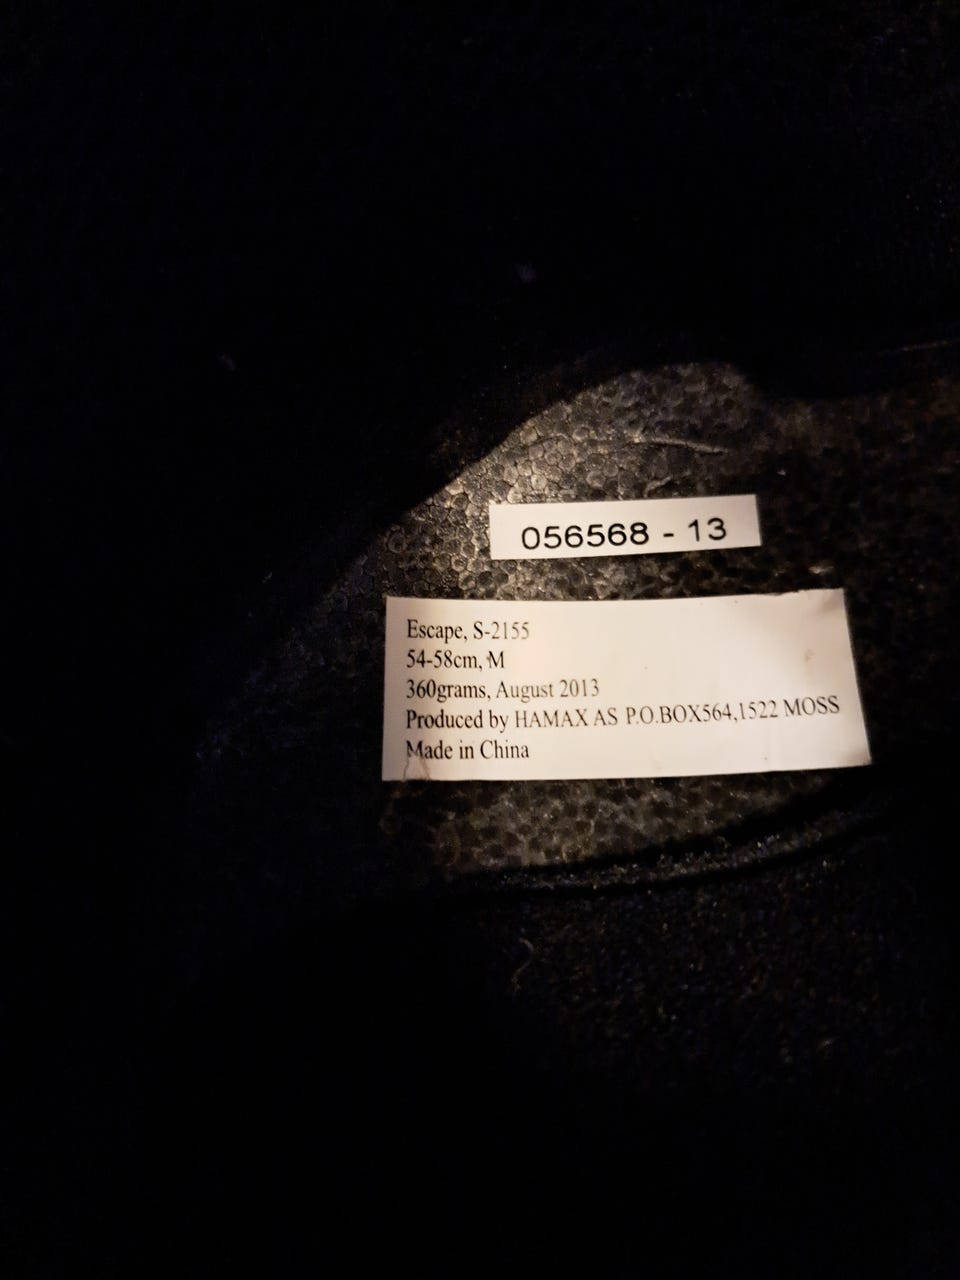 056568 - 13
Escape, S-2155
54-58cm, M
360grams, August 2013
Produced by HAMAX AS P.O.BOX564,1522 MOSS
Made in China